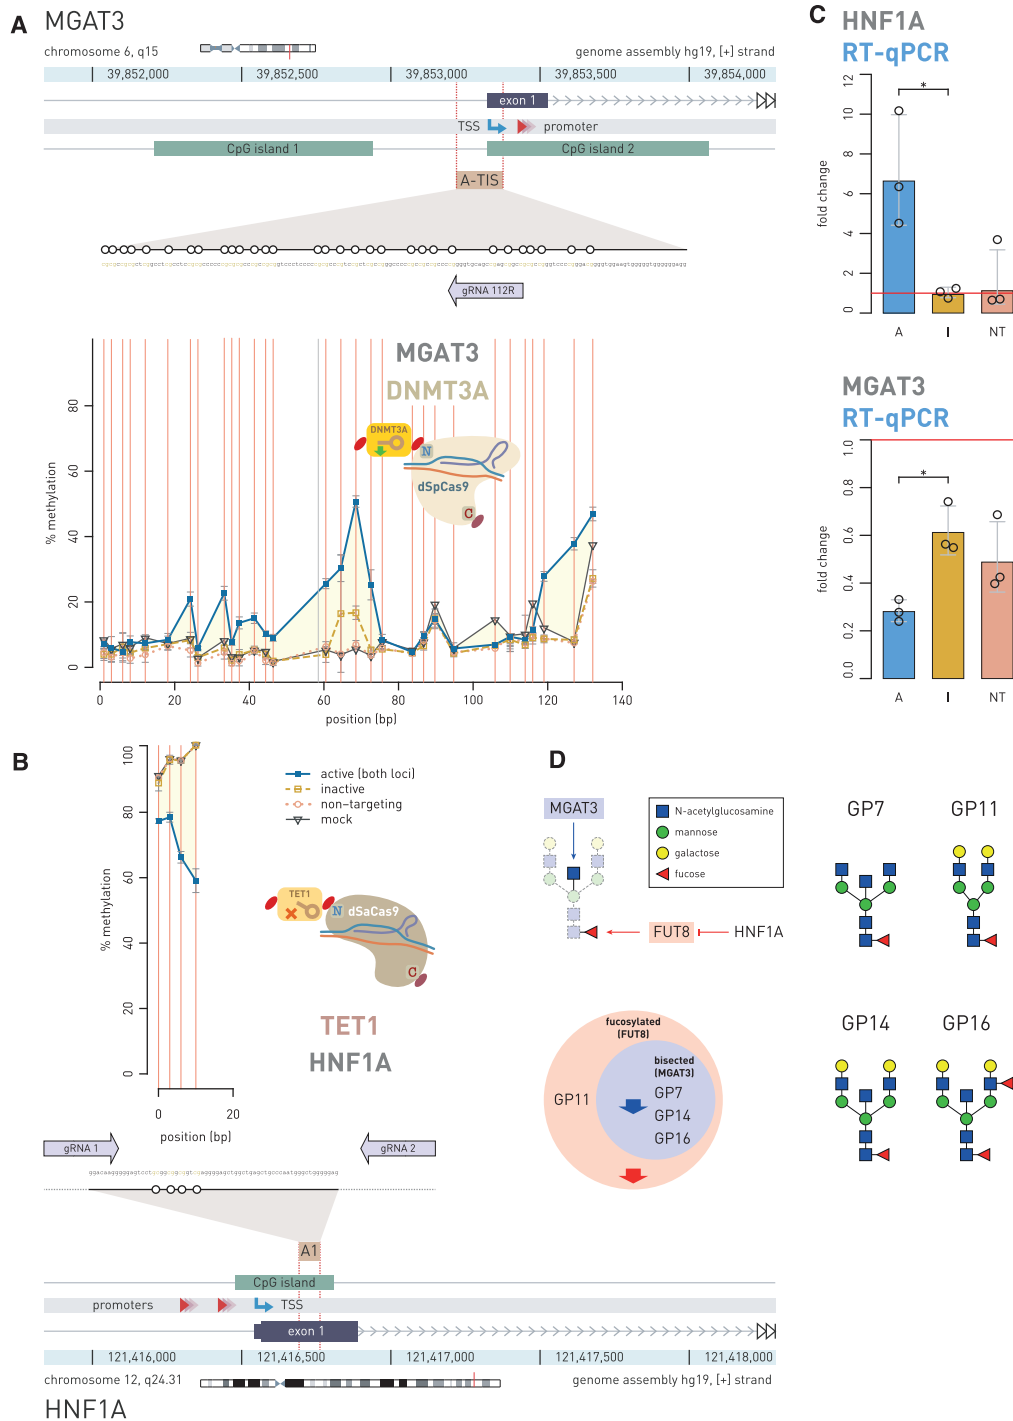 A
MGAT3
chromosome 6, q15
genome assembly hg19, [+] strand
39,852,000
39,852,500
39,853,000
39,853,500
39,854,000
exon 1
TSS
promoter
CpG island 1
CpG island 2
A-TIS
gRNA 112R
MGAT3
DNMT3A
DNMT3A
N
dSpCas9
C
% methylation
0
20
40
60
80
0
20
40
60
80
100
120
140
position (bp)
B
% methylation
0
20
40
60
80
100
0
20
position (bp)
active (both loci)
inactive
non-targeting
mock
TET1
N
dSaCas9
C
TET1
HNF1A
gRNA 1
gRNA 2
A1
CpG island
promoters
TSS
exon 1
121,416,000
121,416,500
121,417,000
121,417,500
121,418,000
chromosome 12, q24.31
genome assembly hg19, [+] strand
HNF1A
C
HNF1A
RT-qPCR
fold change
0
2
4
6
8
10
12
*
A
I
NT
MGAT3
RT-qPCR
fold change
0.0
0.2
0.4
0.6
0.8
1.0
*
A
I
NT
D
MGAT3
N-acetylglucosamine
mannose
galactose
fucose
FUT8
HNF1A
GP7
GP11
GP14
GP16
fucosylated
(FUT8)
bisected
(MGAT3)
GP11
GP7
GP14
GP16